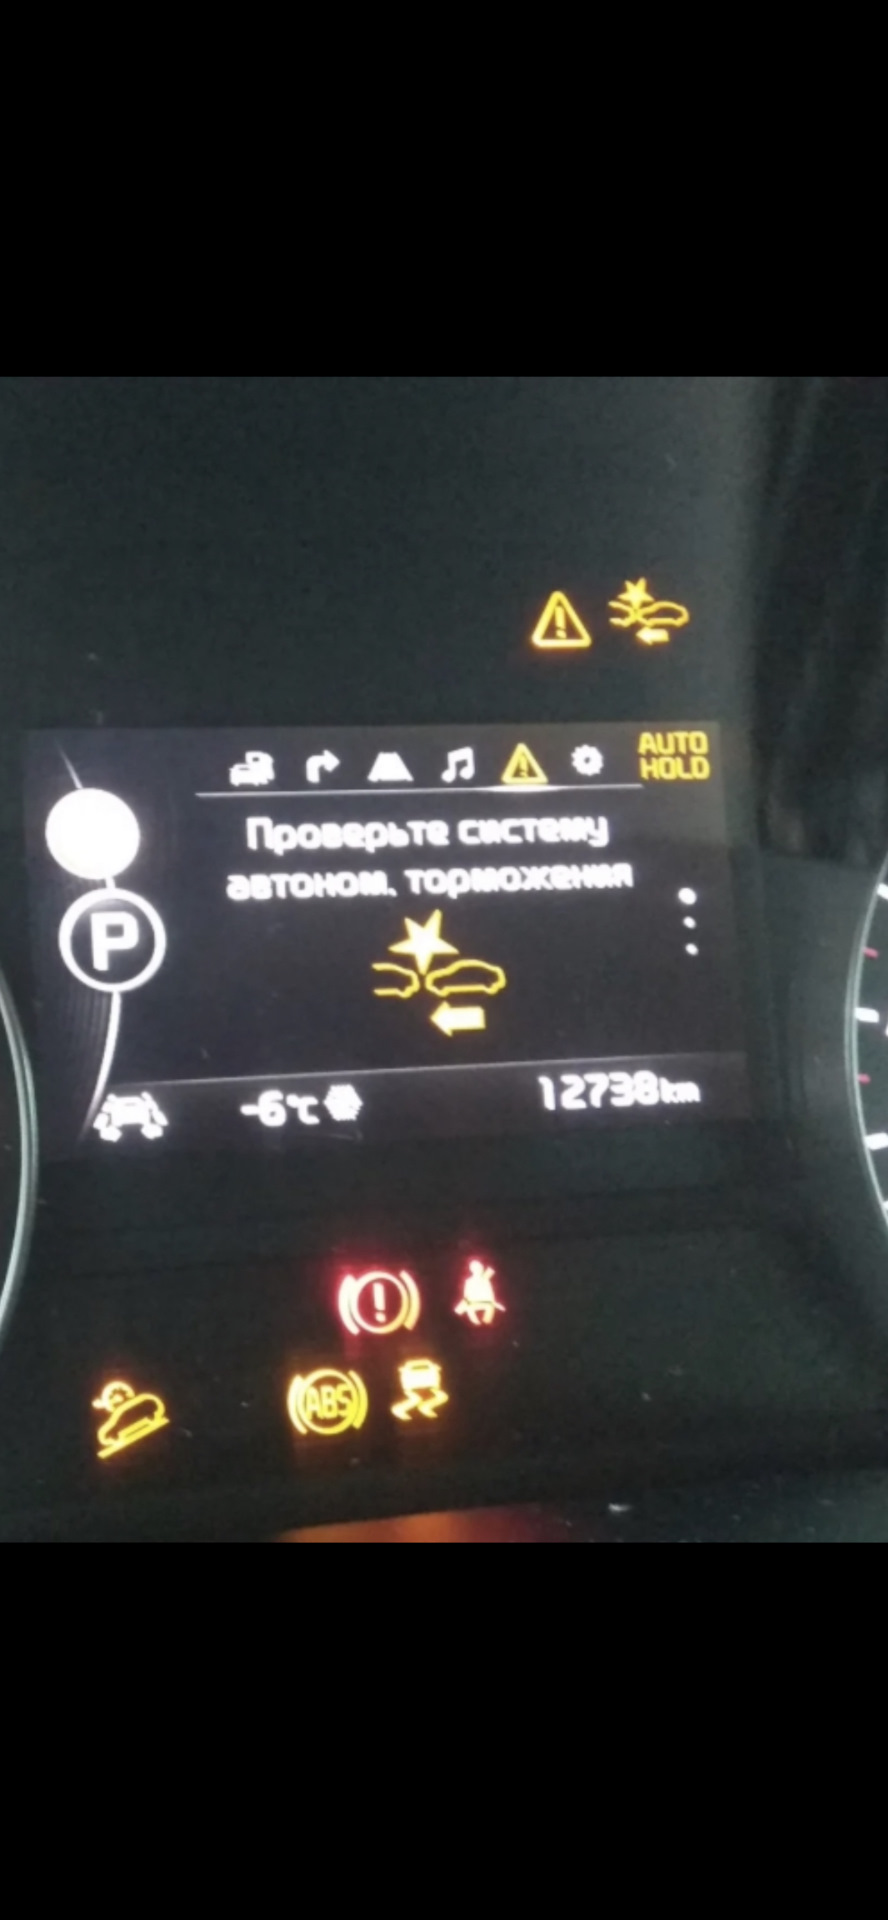 AUTO
HOLD
Проверьте систему
автоном. торможения
P
-6°C
12738km
ABS